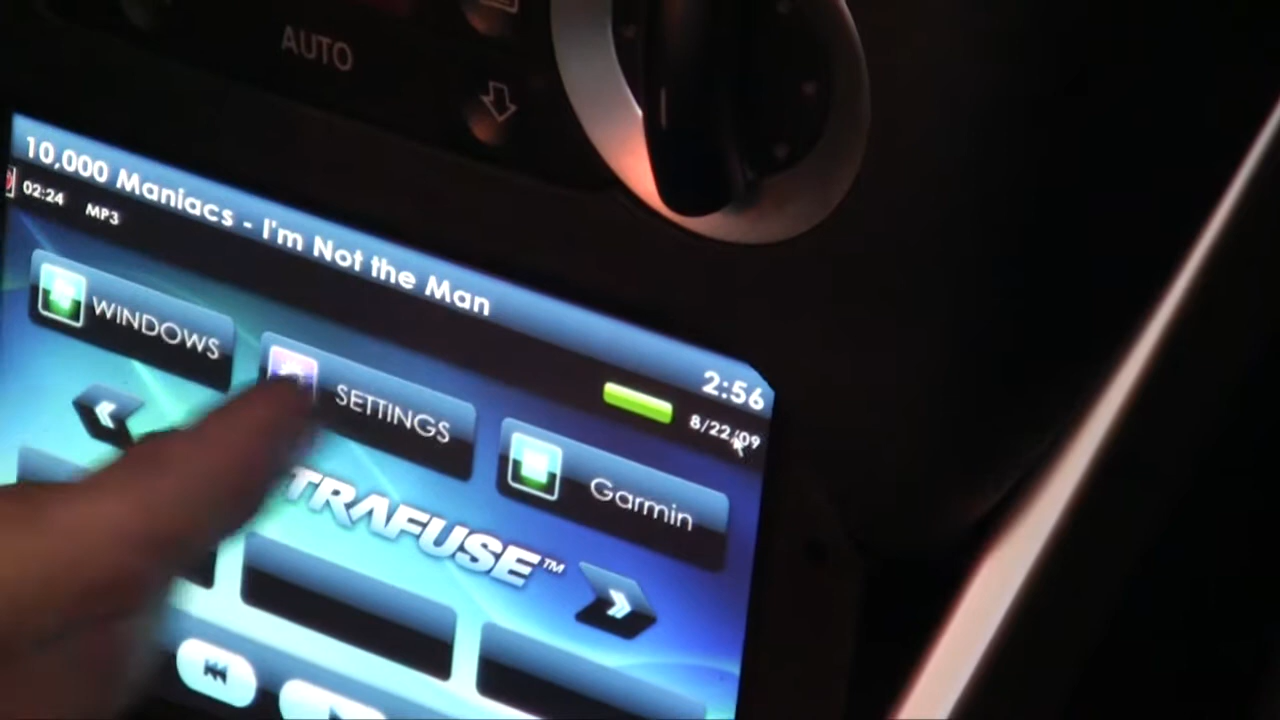 AUTO
10,000 Maniacs - I'm Not the Man
02:24 MP3
2:56
8/22/09
WINDOWS
SETTINGS
Garmin
TRAFUSE™